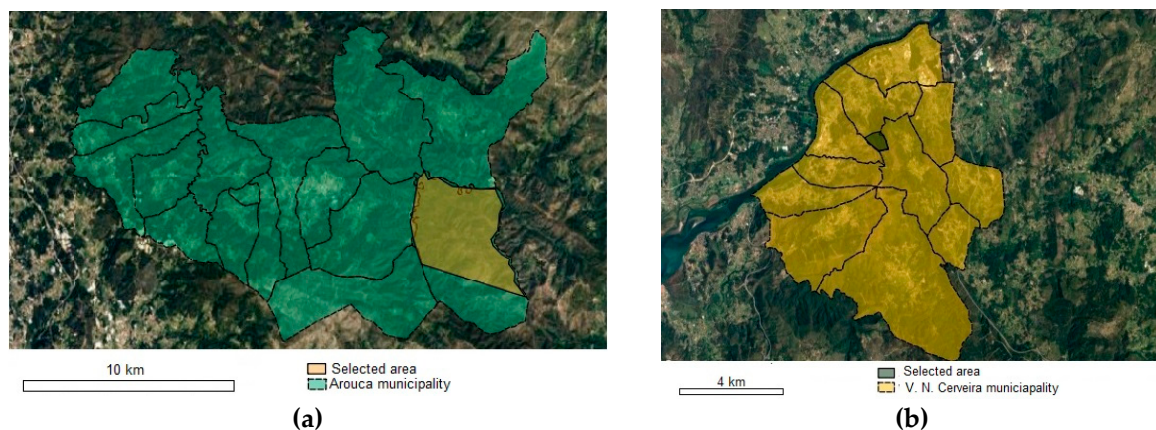 10 km
Selected area
Arouca municipality
(a)
4 km
Selected area
V. N. Cerveira municiapality
(b)